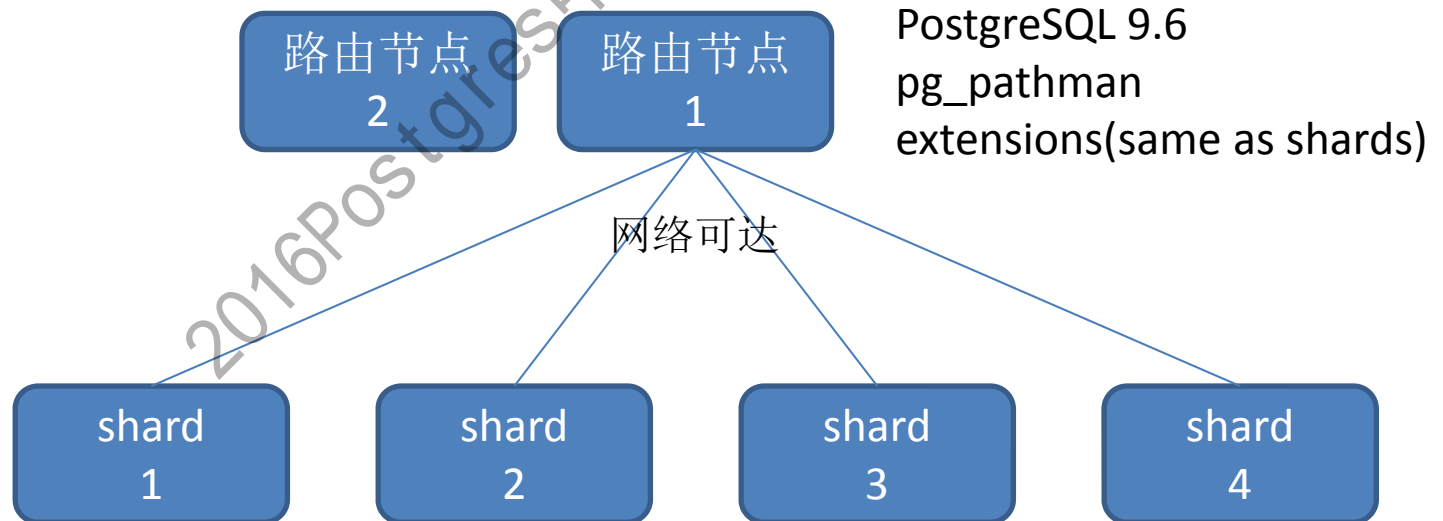 路由节点
2
路由节点
1
PostgreSQL 9.6
pg_pathman
extensions(same as shards)
网络可达
shard
1
shard
2
shard
3
shard
4